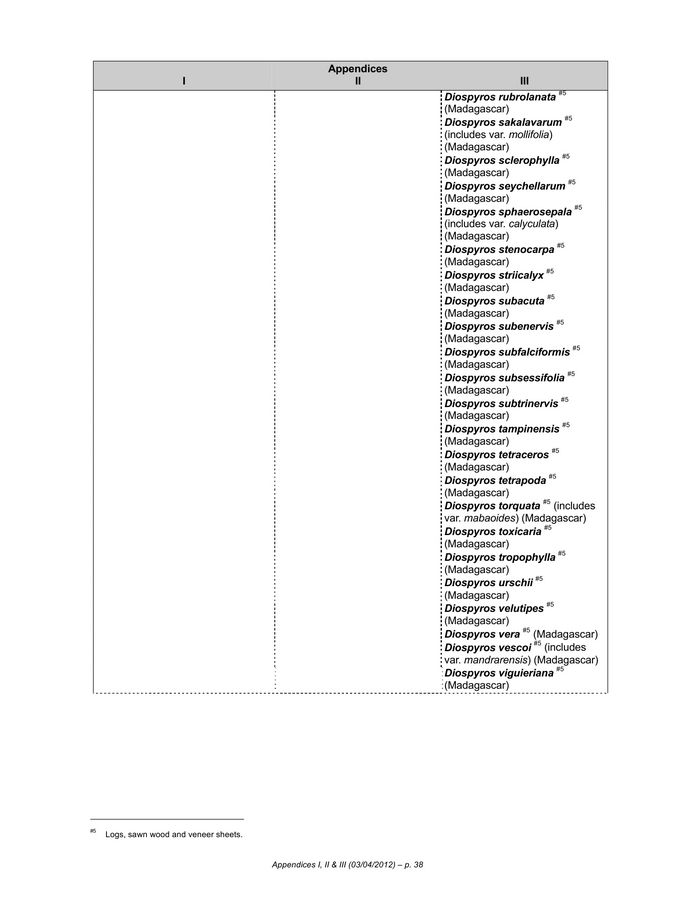 Appendices
I II III
Diospyros rubrolanata #5
(Madagascar)
Diospyros sakalavarum #5
(includes var. mollifolia)
(Madagascar)
Diospyros sclerophylla #5
(Madagascar)
Diospyros seychellarum #5
(Madagascar)
Diospyros sphaerosepala #5
(includes var. calyculata)
(Madagascar)
Diospyros stenocarpa #5
(Madagascar)
Diospyros striicalyx #5
(Madagascar)
Diospyros subacuta #5
(Madagascar)
Diospyros subenervis #5
(Madagascar)
Diospyros subfalciformis #5
(Madagascar)
Diospyros subsessifolia #5
(Madagascar)
Diospyros subtrinervis #5
(Madagascar)
Diospyros tampinensis #5
(Madagascar)
Diospyros tetraceros #5
(Madagascar)
Diospyros tetrapoda #5
(Madagascar)
Diospyros torquata #5 (includes
var. mabaoides) (Madagascar)
Diospyros toxicaria #5
(Madagascar)
Diospyros tropophylla #5
(Madagascar)
Diospyros urschii #5
(Madagascar)
Diospyros velutipes #5
(Madagascar)
Diospyros vera #5 (Madagascar)
Diospyros vescoi #5 (includes
var. mandrarensis) (Madagascar)
Diospyros viguieriana #5
(Madagascar)
#5 Logs, sawn wood and veneer sheets.
Appendices I, II & III (03/04/2012) – p. 38